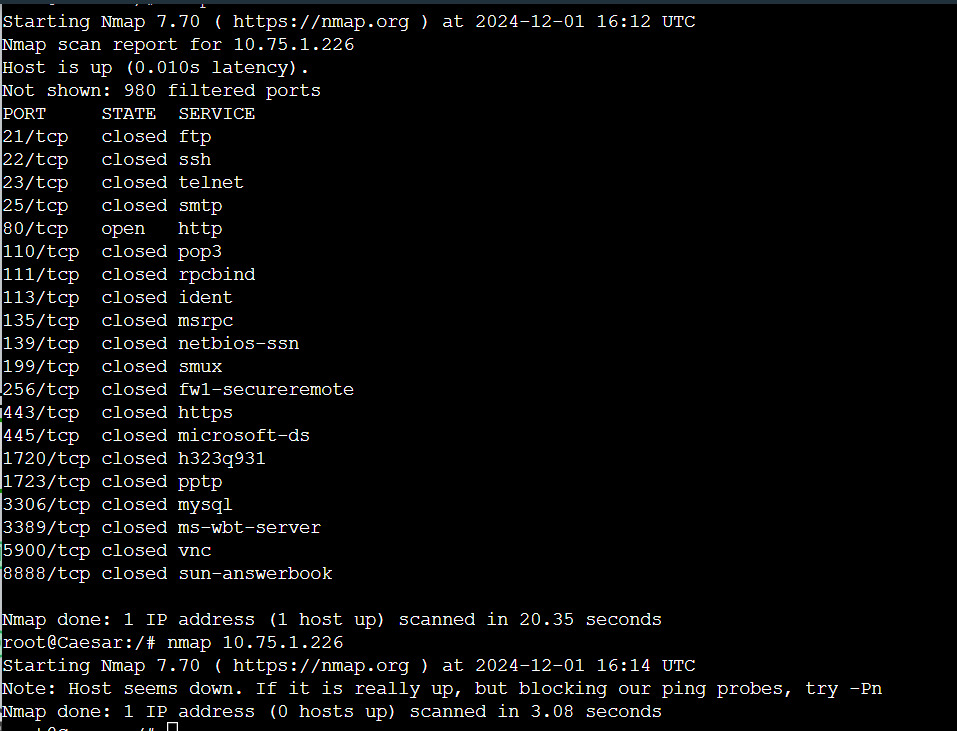 Starting Nmap 7.70 ( https://nmap.org ) at 2024-12-01 16:12 UTC
Nmap scan report for 10.75.1.226
Host is up (0.010s latency).
Not shown: 980 filtered ports
PORT     STATE  SERVICE
21/tcp   closed ftp
22/tcp   closed ssh
23/tcp   closed telnet
25/tcp   closed smtp
80/tcp   open   http
110/tcp  closed pop3
111/tcp  closed rpcbind
113/tcp  closed ident
135/tcp  closed msrpc
139/tcp  closed netbios-ssn
199/tcp  closed smux
256/tcp  closed fw1-secureremote
443/tcp  closed https
445/tcp  closed microsoft-ds
1720/tcp closed h323q931
1723/tcp closed pptp
3306/tcp closed mysql
3389/tcp closed ms-wbt-server
5900/tcp closed vnc
8888/tcp closed sun-answerbook
Nmap done: 1 IP address (1 host up) scanned in 20.35 seconds
root@Caesar:/# nmap 10.75.1.226
Starting Nmap 7.70 ( https://nmap.org ) at 2024-12-01 16:14 UTC
Note: Host seems down. If it is really up, but blocking our ping probes, try -Pn
Nmap done: 1 IP address (0 hosts up) scanned in 3.08 seconds